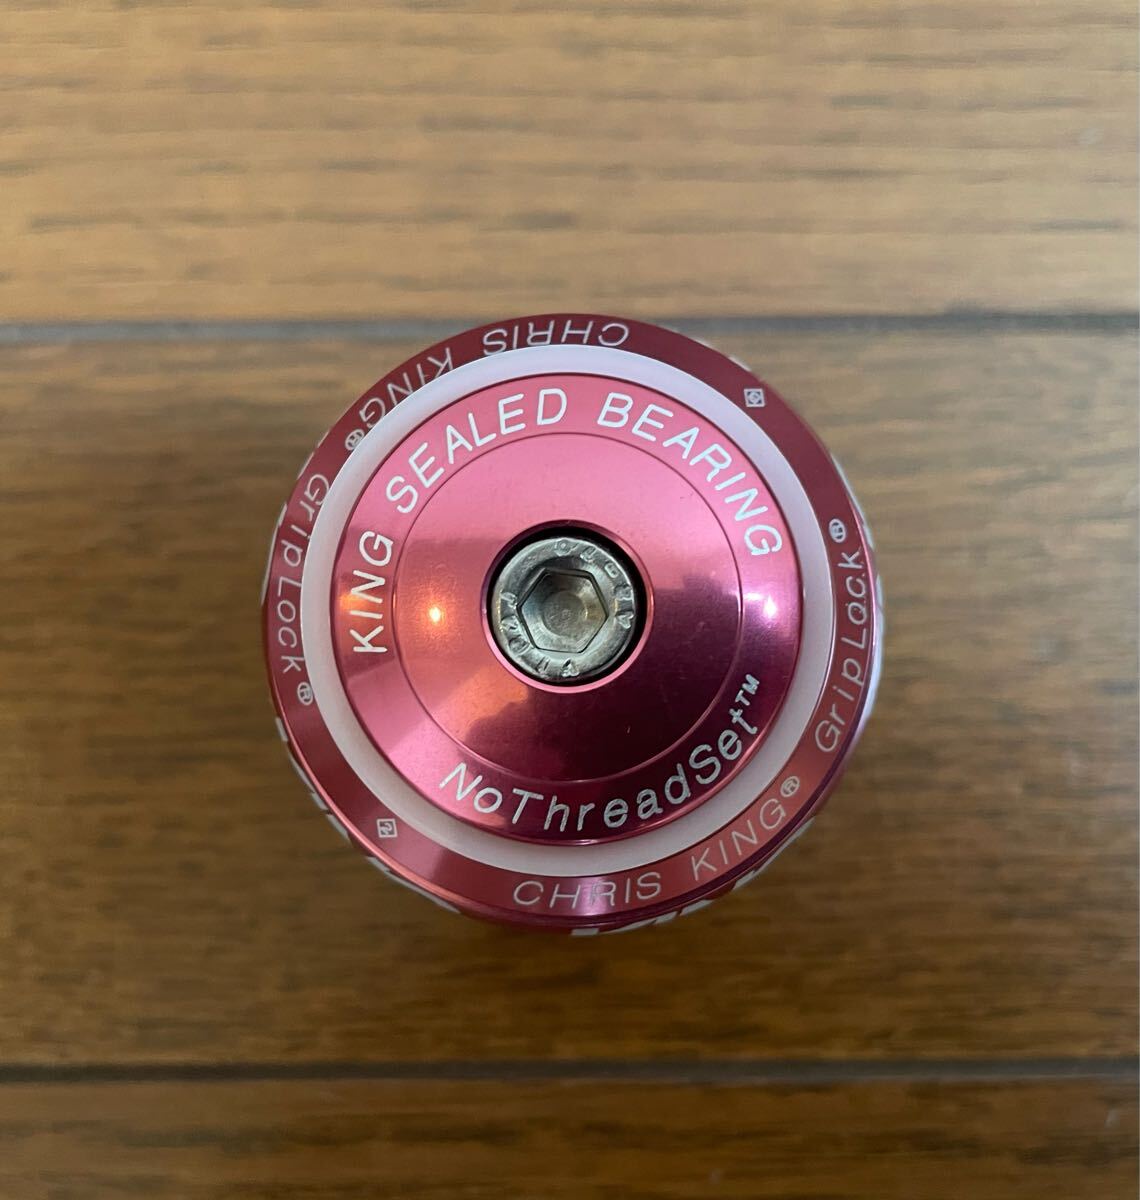 KING SEALED BEARING
NoThreadSet™
CHRIS KING® GripLock®
CHRIS KING® GripLock®